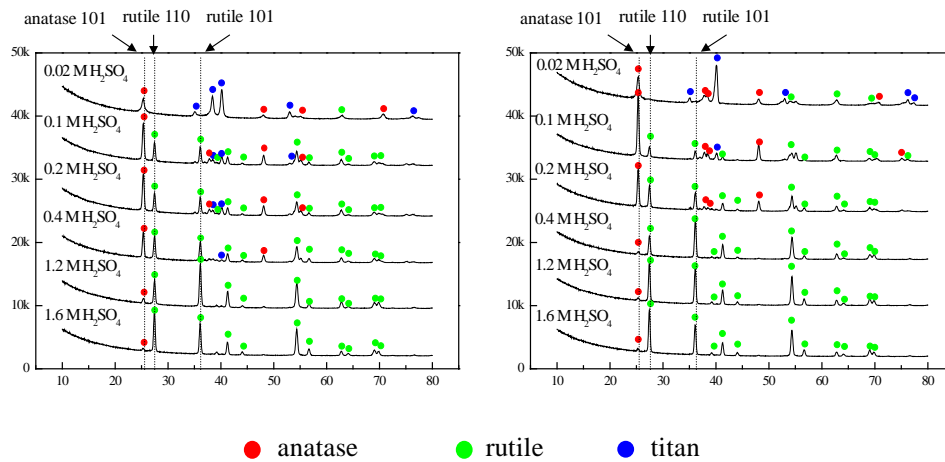 anatase 101
rutile 110
rutile 101
50k
40k
30k
20k
10k
0
0.02 M H₂SO₄
0.1 M H₂SO₄
0.2 M H₂SO₄
0.4 M H₂SO₄
1.2 M H₂SO₄
1.6 M H₂SO₄
10 20 30 40 50 60 70 80
anatase 101
rutile 110
rutile 101
50k
40k
30k
20k
10k
0
0.02 M H₂SO₄
0.1 M H₂SO₄
0.2 M H₂SO₄
0.4 M H₂SO₄
1.2 M H₂SO₄
1.6 M H₂SO₄
10 20 30 40 50 60 70 80
anatase
rutile
titan